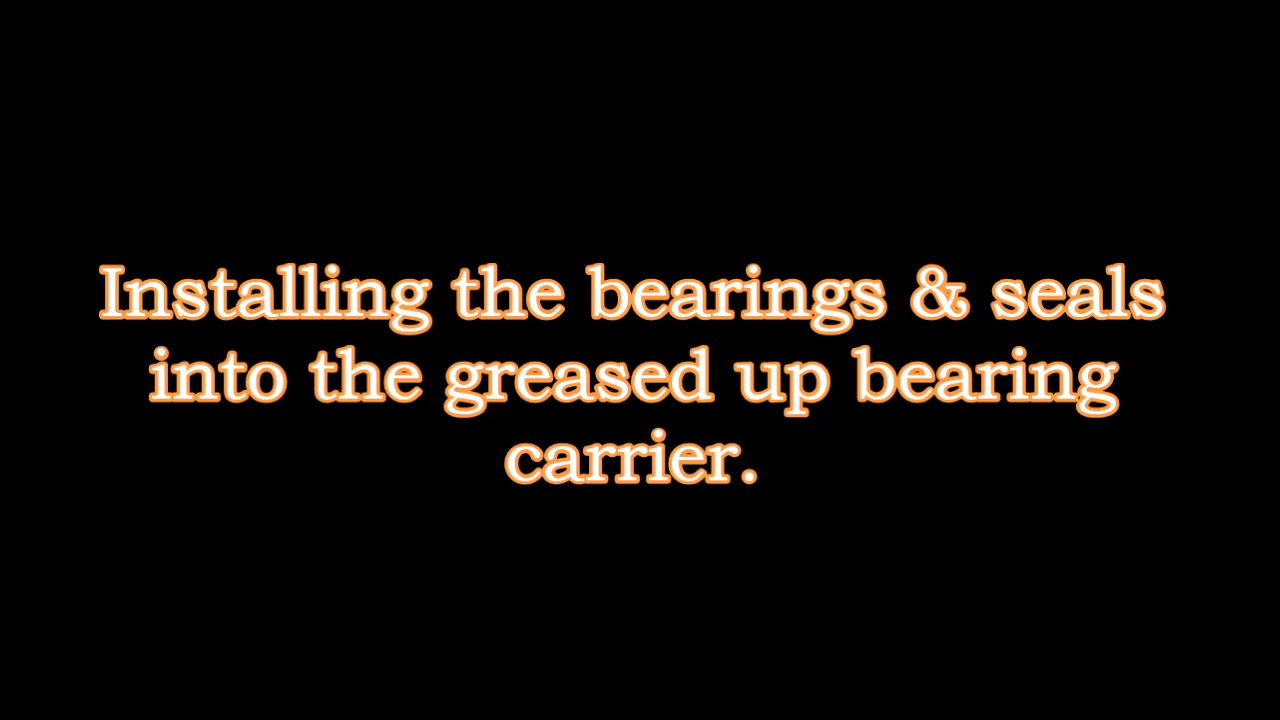 Installing the bearings & seals
into the greased up bearing
carrier.